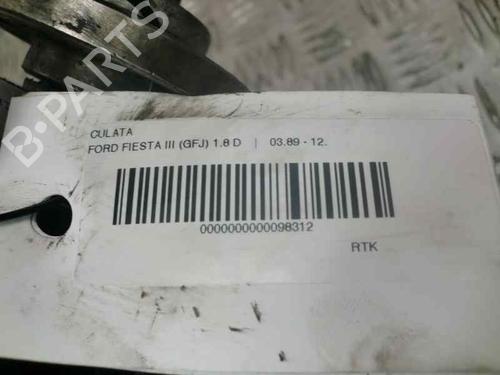 B-PARTS
CULATA
FORD FIESTA III (GFJ) 1.8 D | 03.89 - 12.
0000000000098312
RTK